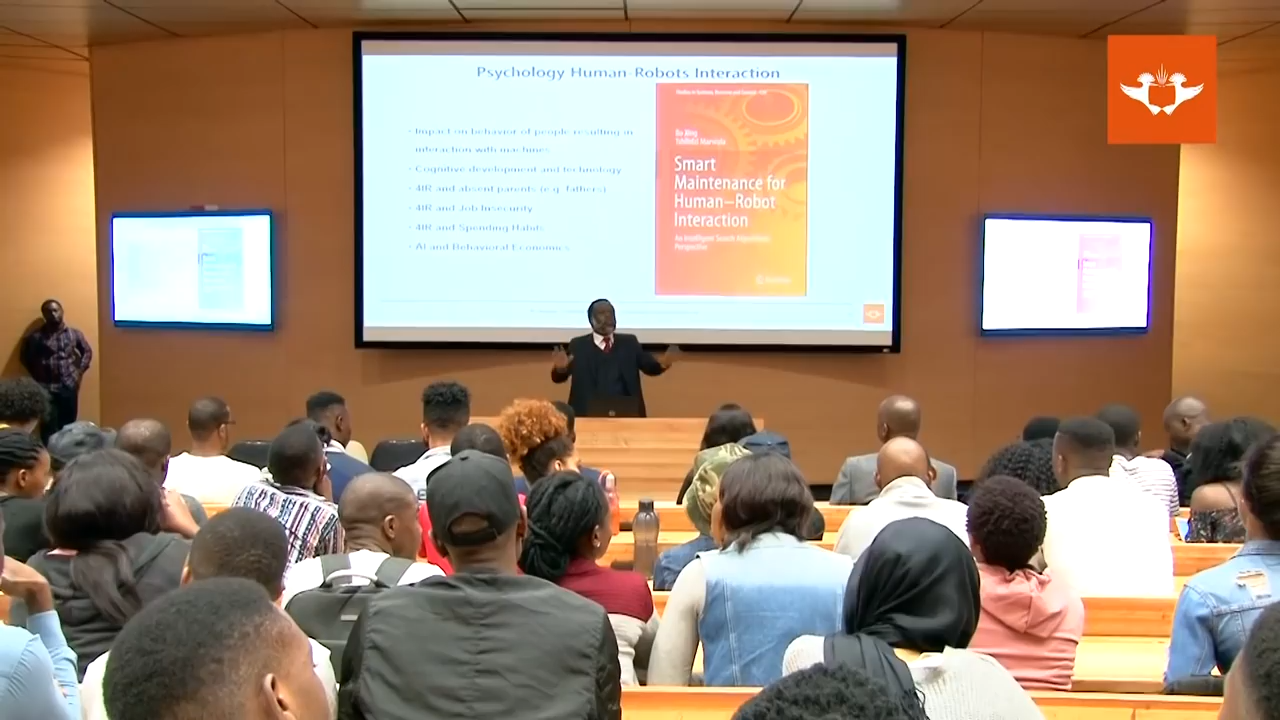 Psychology Human-Robots Interaction
- Impact on behavior of people resulting in
interaction with machines
- Cognitive development and technology
- 4IR and absent parents (e.g. fathers)
- 4IR and Job Insecurity
- 4IR and Spending Habits
- AI and Behavioral Economics
Bo Xing
Tshilidzi Marwala
Smart
Maintenance for
Human–Robot
Interaction
An Intelligent Search Algorithmic
Perspective